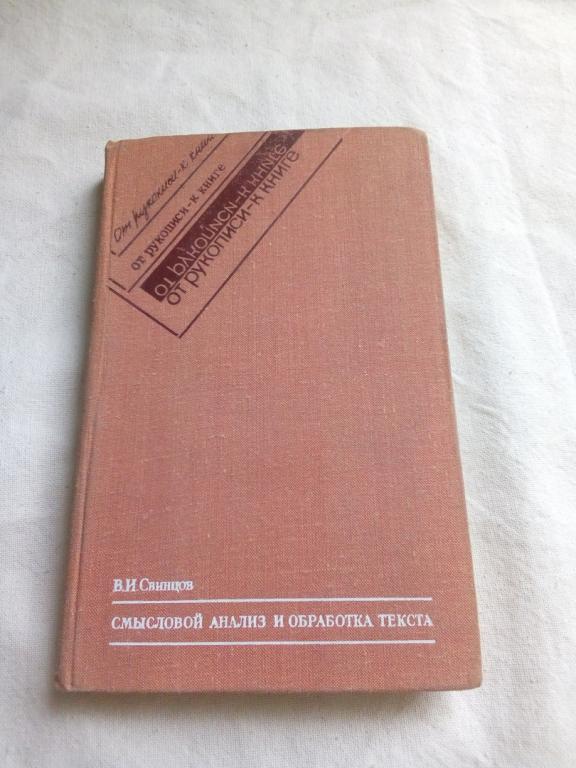 От рукописи-к книге
от рукописи-к книге
от рукописи-к книге
от рукописи-к книге
В.И.Свинцов
СМЫСЛОВОЙ АНАЛИЗ И ОБРАБОТКА ТЕКСТА